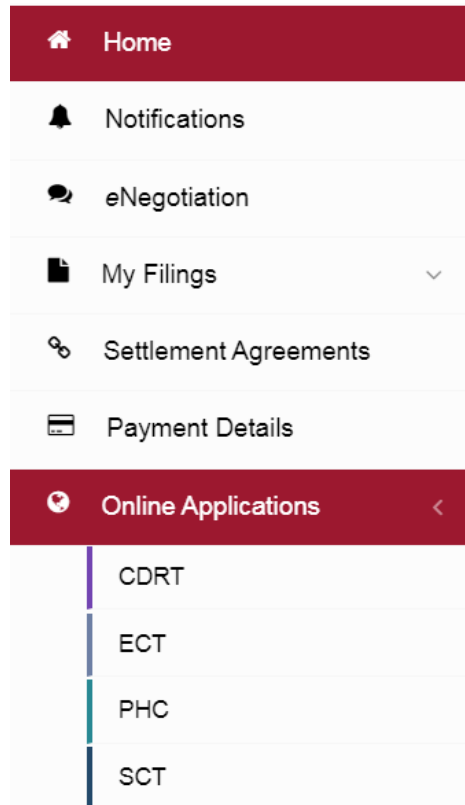 Home
Notifications
eNegotiation
My Filings
Settlement Agreements
Payment Details
Online Applications
CDRT
ECT
PHC
SCT